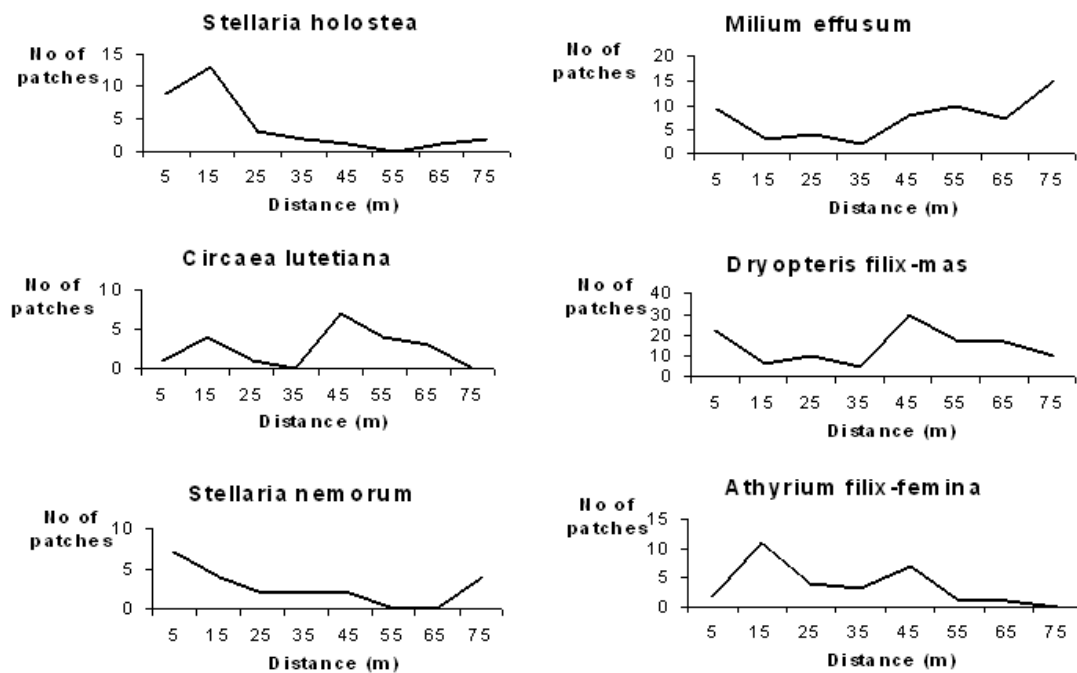 Stellaria holostea
No of
patches
15
10
5
0
5 15 25 35 45 55 65 75
Distance (m)
Milium effusum
No of
patches
20
15
10
5
0
5 15 25 35 45 55 65 75
Distance (m)
Circaea lutetiana
No of
patches
10
5
0
5 15 25 35 45 55 65 75
Distance (m)
Dryopteris filix-mas
No of
patches
40
30
20
10
0
5 15 25 35 45 55 65 75
Distance (m)
Stellaria nemorum
No of
patches
10
5
0
5 15 25 35 45 55 65 75
Distance (m)
Athyrium filix-femina
No of
patches
15
10
5
0
5 15 25 35 45 55 65 75
Distance (m)